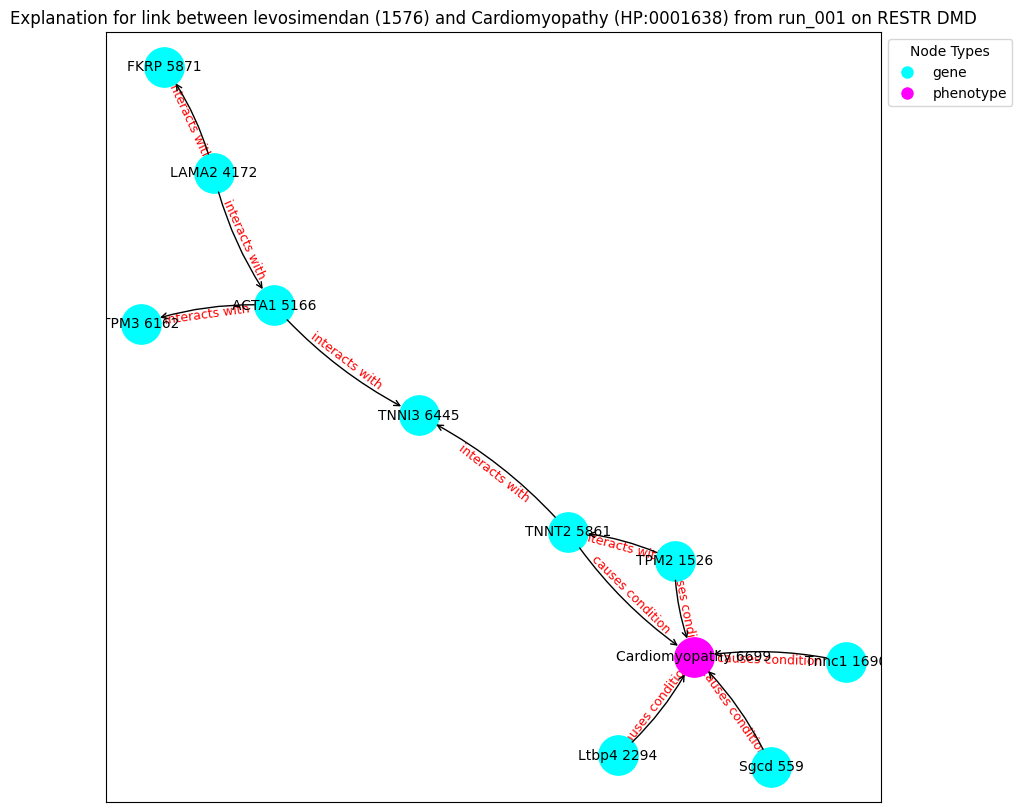 Explanation for link between levosimendan (1576) and Cardiomyopathy (HP:0001638) from run_001 on RESTR DMD
Node Types
gene
phenotype
FKRP 5871
interacts with
LAMA2 4172
interacts with
ACTA1 5166
interacts with
TPM3 6162
interacts with
TNNI3 6445
interacts with
TNNT2 5861
interacts with
TPM2 1526
causes condition
causes condition
Cardiomyopathy 6699
causes condition
Tnnc1 1690
causes condition
causes condition
Ltbp4 2294
Sgcd 559